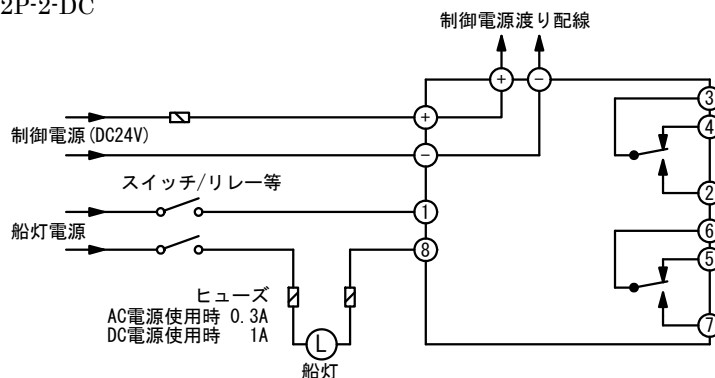 2P-2-DC
制御電源渡り配線
+ −
3
+
4
制御電源(DC24V)
−
スイッチ/リレー等
2
1
船灯電源
6
8
5
ヒューズ
AC電源使用時 0.3A
7
DC電源使用時 1A
L
船灯